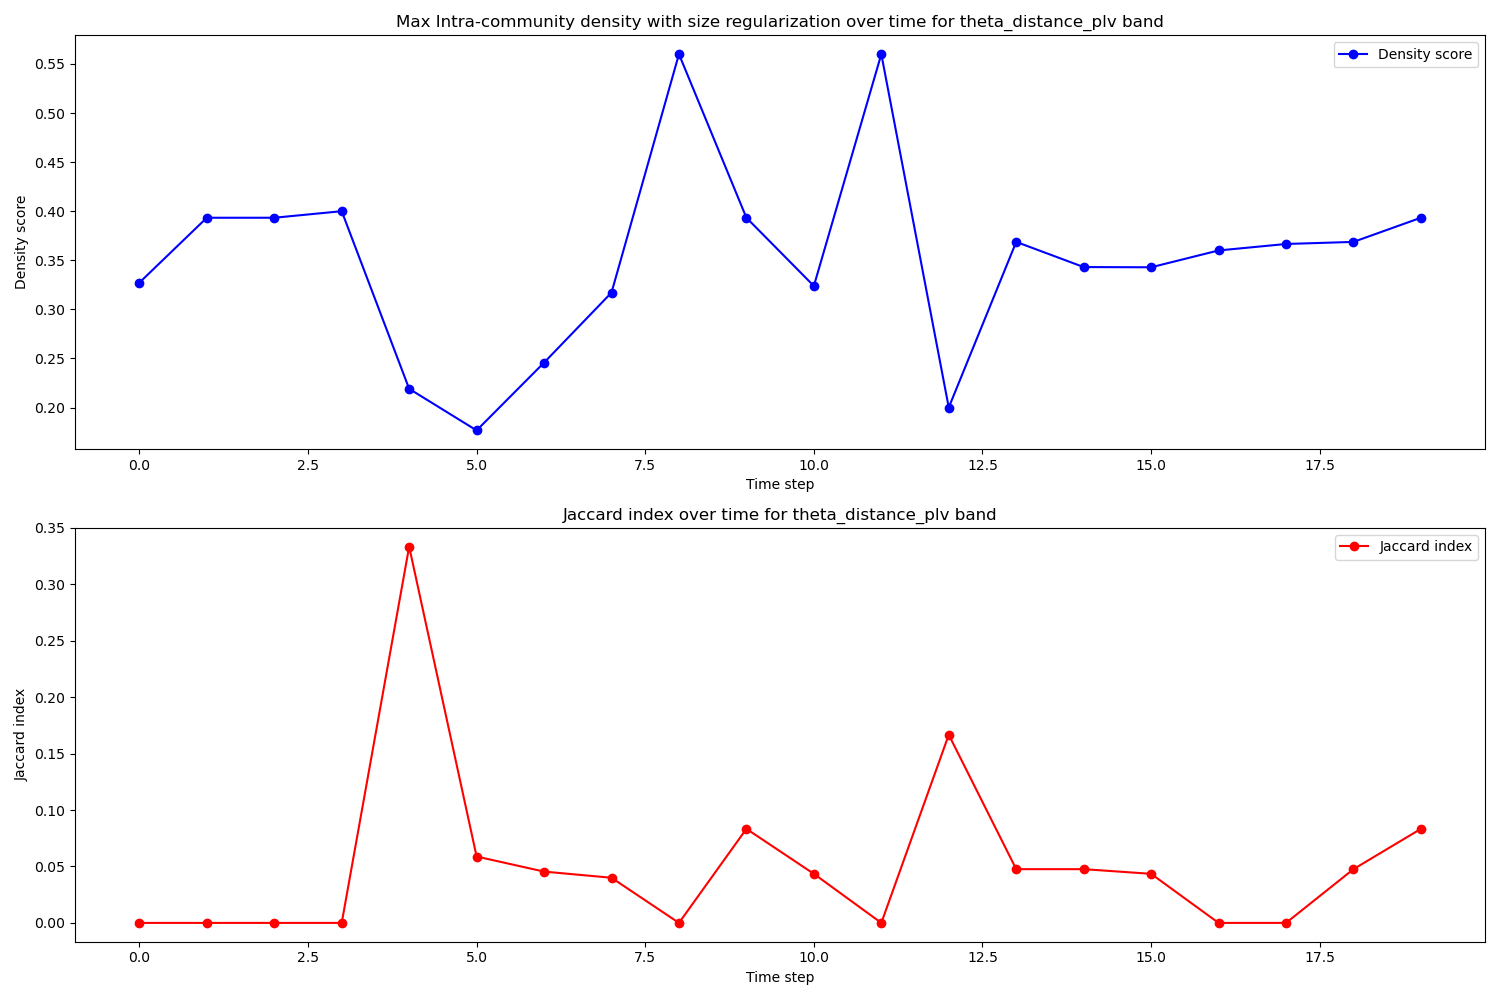 Max Intra-community density with size regularization over time for theta_distance_plv band
Density score
0.55
0.50
0.45
0.40
0.35
0.30
0.25
0.20
Density score
0.0 2.5 5.0 7.5 10.0 12.5 15.0 17.5
Time step
Jaccard index over time for theta_distance_plv band
Jaccard index
0.35
0.30
0.25
0.20
0.15
0.10
0.05
0.00
Jaccard index
0.0 2.5 5.0 7.5 10.0 12.5 15.0 17.5
Time step